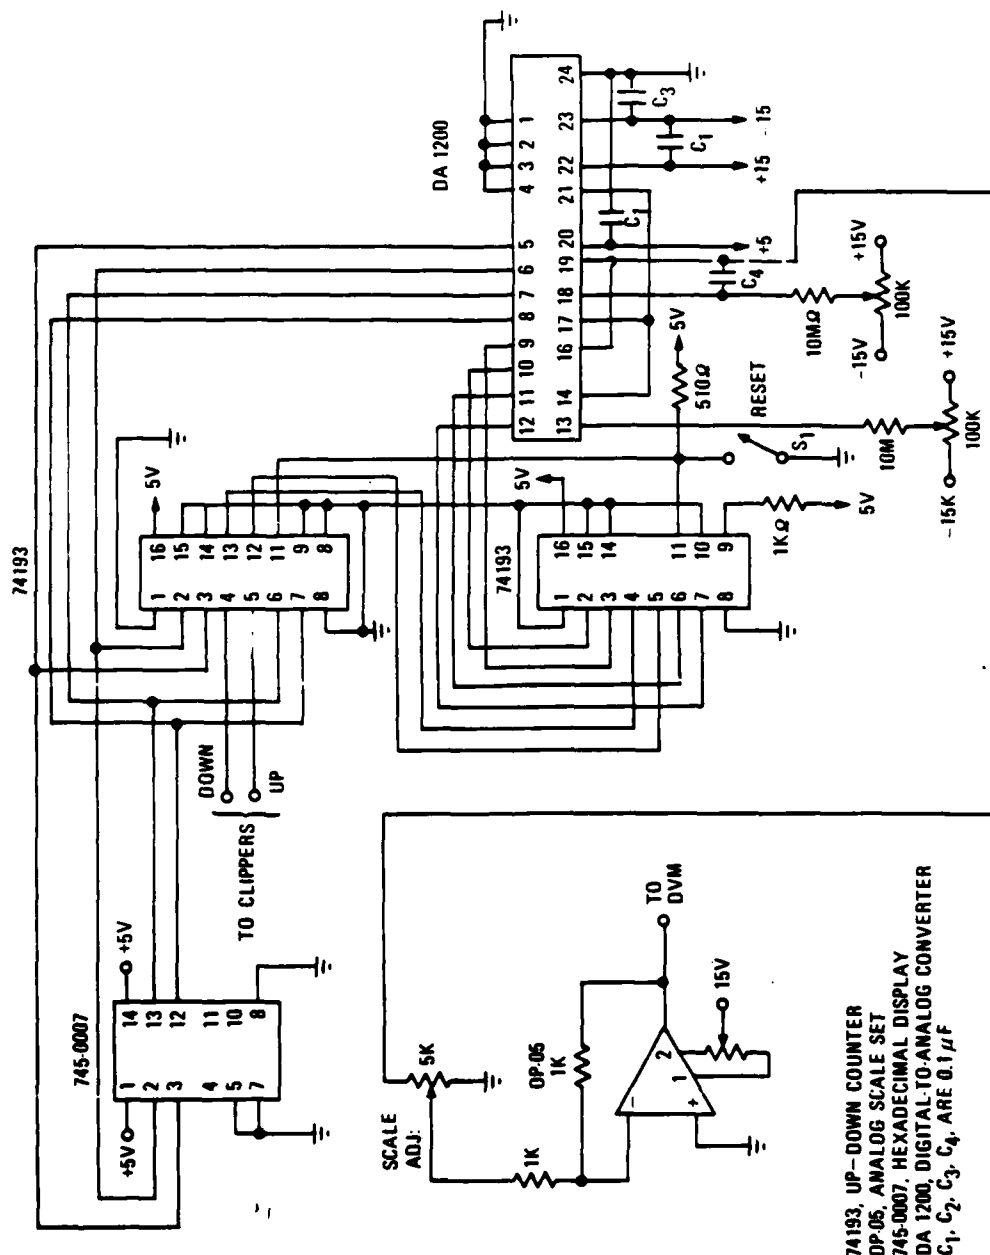 DA 1200
1
2
3
4
5
6
7
8
9
10
11
12
24
23
22
21
20
19
18
17
16
14
13
C3
C1
C1
C4
-15
+15
+5
+15V
-15V
100K
10MΩ
5V
510Ω
RESET
S1
+15V
-15K
100K
10M
74193
5V
16
15
14
13
12
11
9
8
1
2
3
4
5
6
7
8
74193
5V
16
15
14
11
10
9
1
2
3
4
5
6
7
8
1KΩ
5V
DOWN
UP
TO CLIPPERS
745-0007
+5V
14
13
12
11
10
8
1
2
3
4
5
7
+5V
SCALE
ADJ:
5K
1K
OP-05
1K
–
+
1
2
15V
TO
DVM
74193, UP–DOWN COUNTER
OP-05, ANALOG SCALE SET
745-0007, HEXADECIMAL DISPLAY
DA 1200, DIGITAL-TO-ANALOG CONVERTER
C1, C2, C3, C4, ARE 0.1 μF